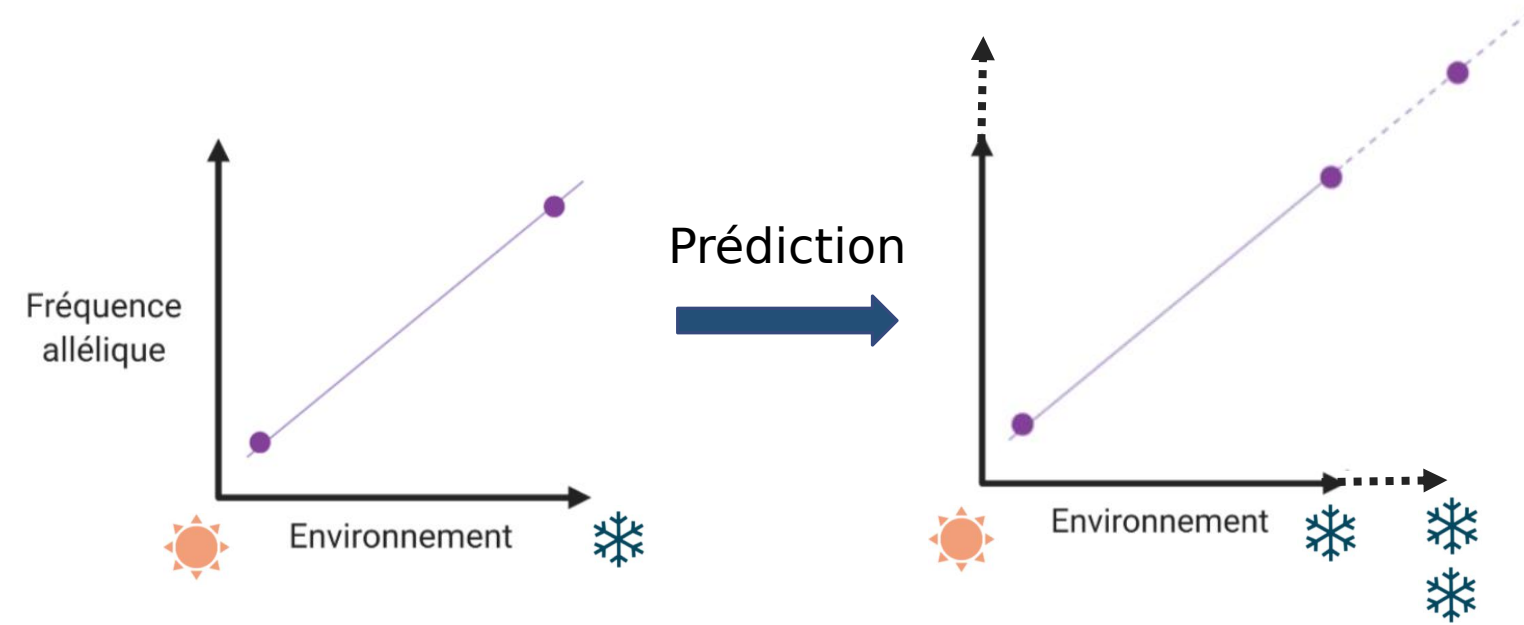 Fréquence
allélique
Environnement
Prédiction
Environnement